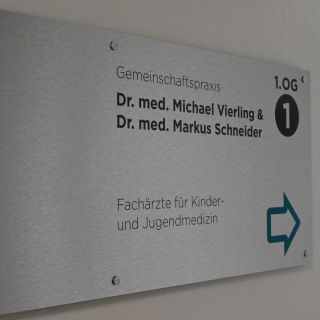 Gemeinschaftspraxis
Dr. med. Michael Vierling &
Dr. med. Markus Schneider
1.OG
1
Fachärzte für Kinder-
und Jugendmedizin